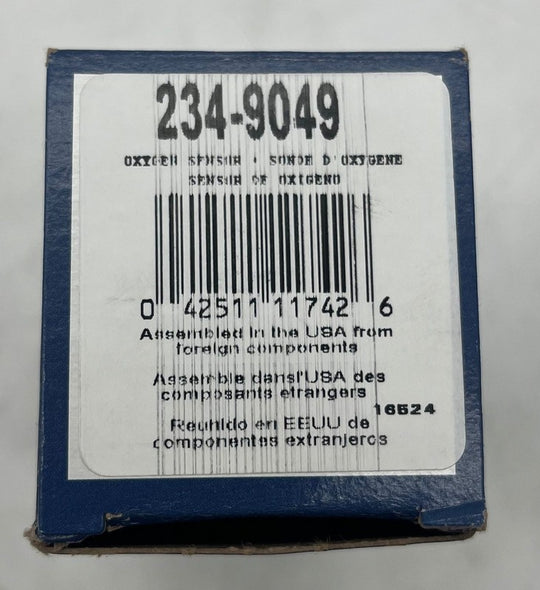 234-9049
OXYGEN SENSOR • SONDE D'OXYGENE
SENSOR DE OXIGENO
0 42511 11742 6
Assembled in the USA from
foreign components
Assemble dans l'USA des
composants etrangers
16524
Reunido en EEUU de
componentes extranjeros